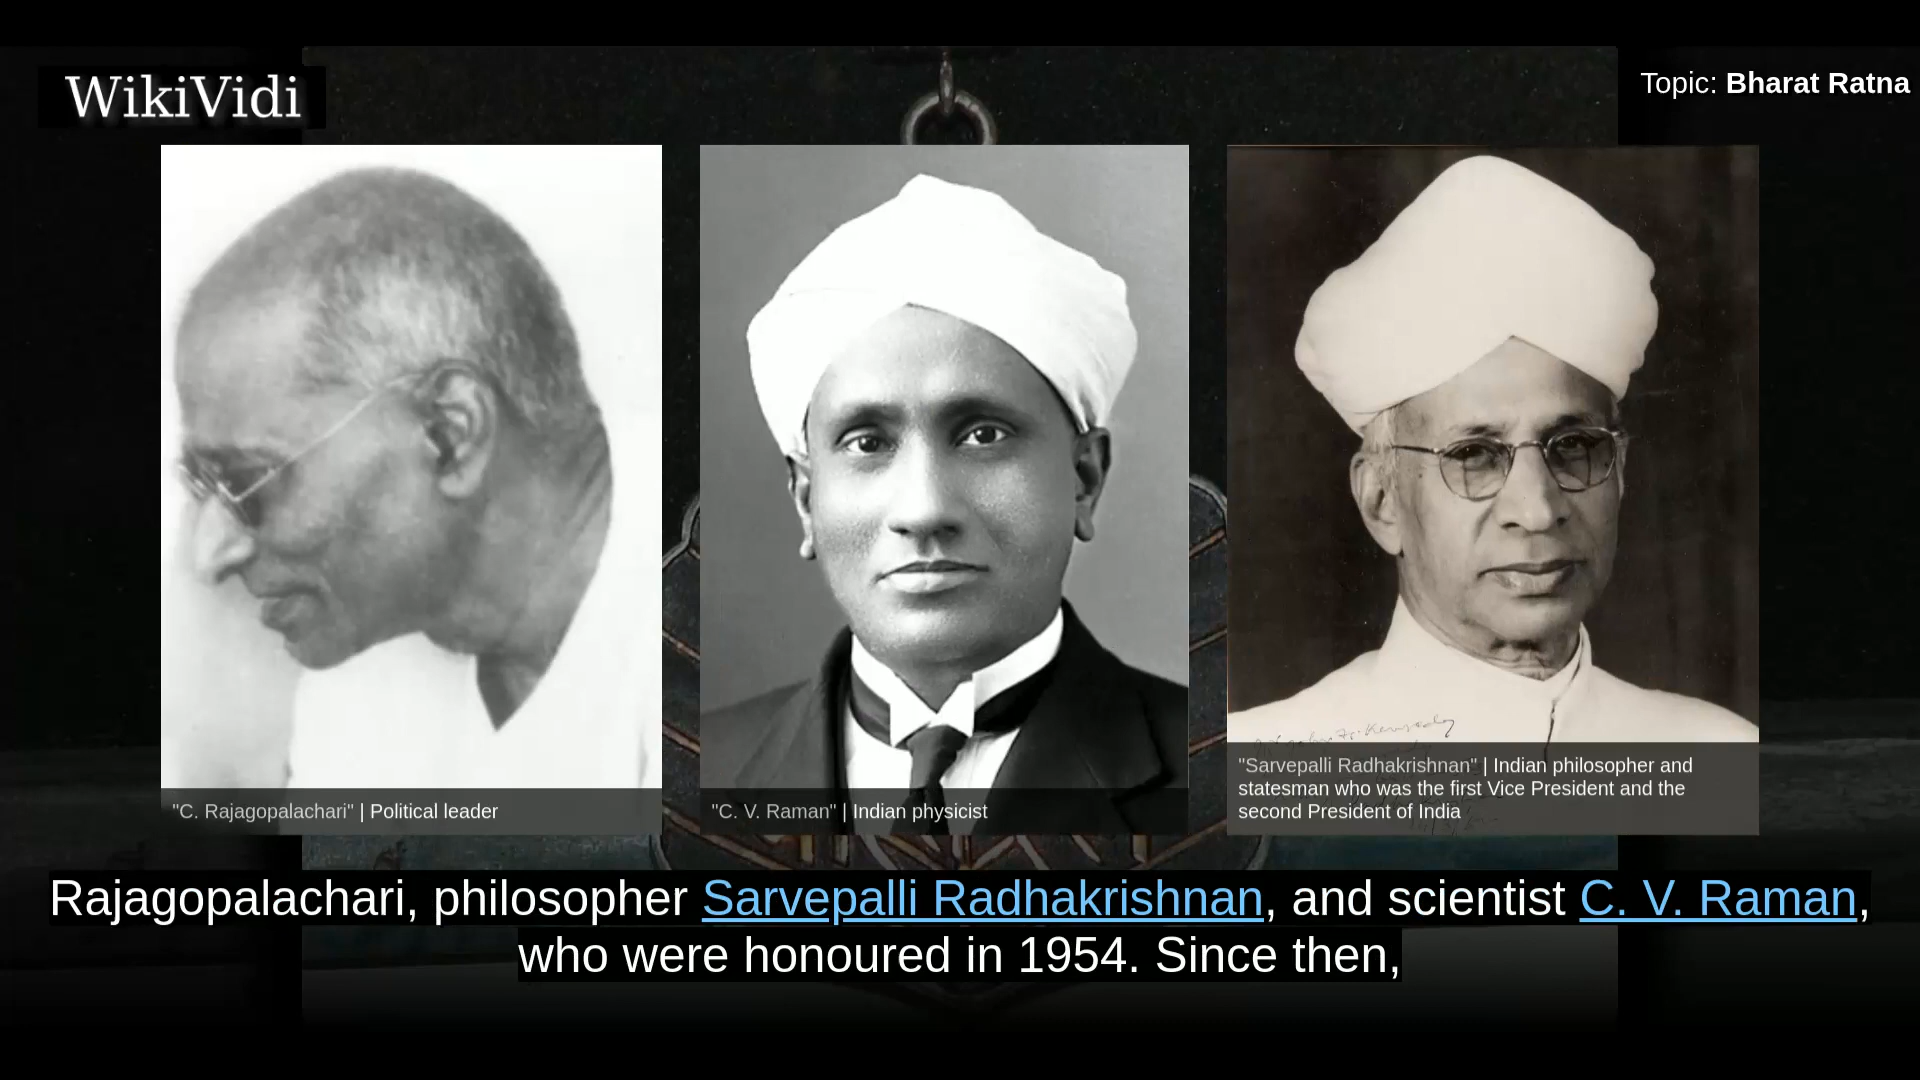 WikiVidi
Topic: Bharat Ratna
"C. Rajagopalachari" | Political leader
"C. V. Raman" | Indian physicist
"Sarvepalli Radhakrishnan" | Indian philosopher and
statesman who was the first Vice President and the
second President of India
Rajagopalachari, philosopher Sarvepalli Radhakrishnan, and scientist C. V. Raman,
who were honoured in 1954. Since then,